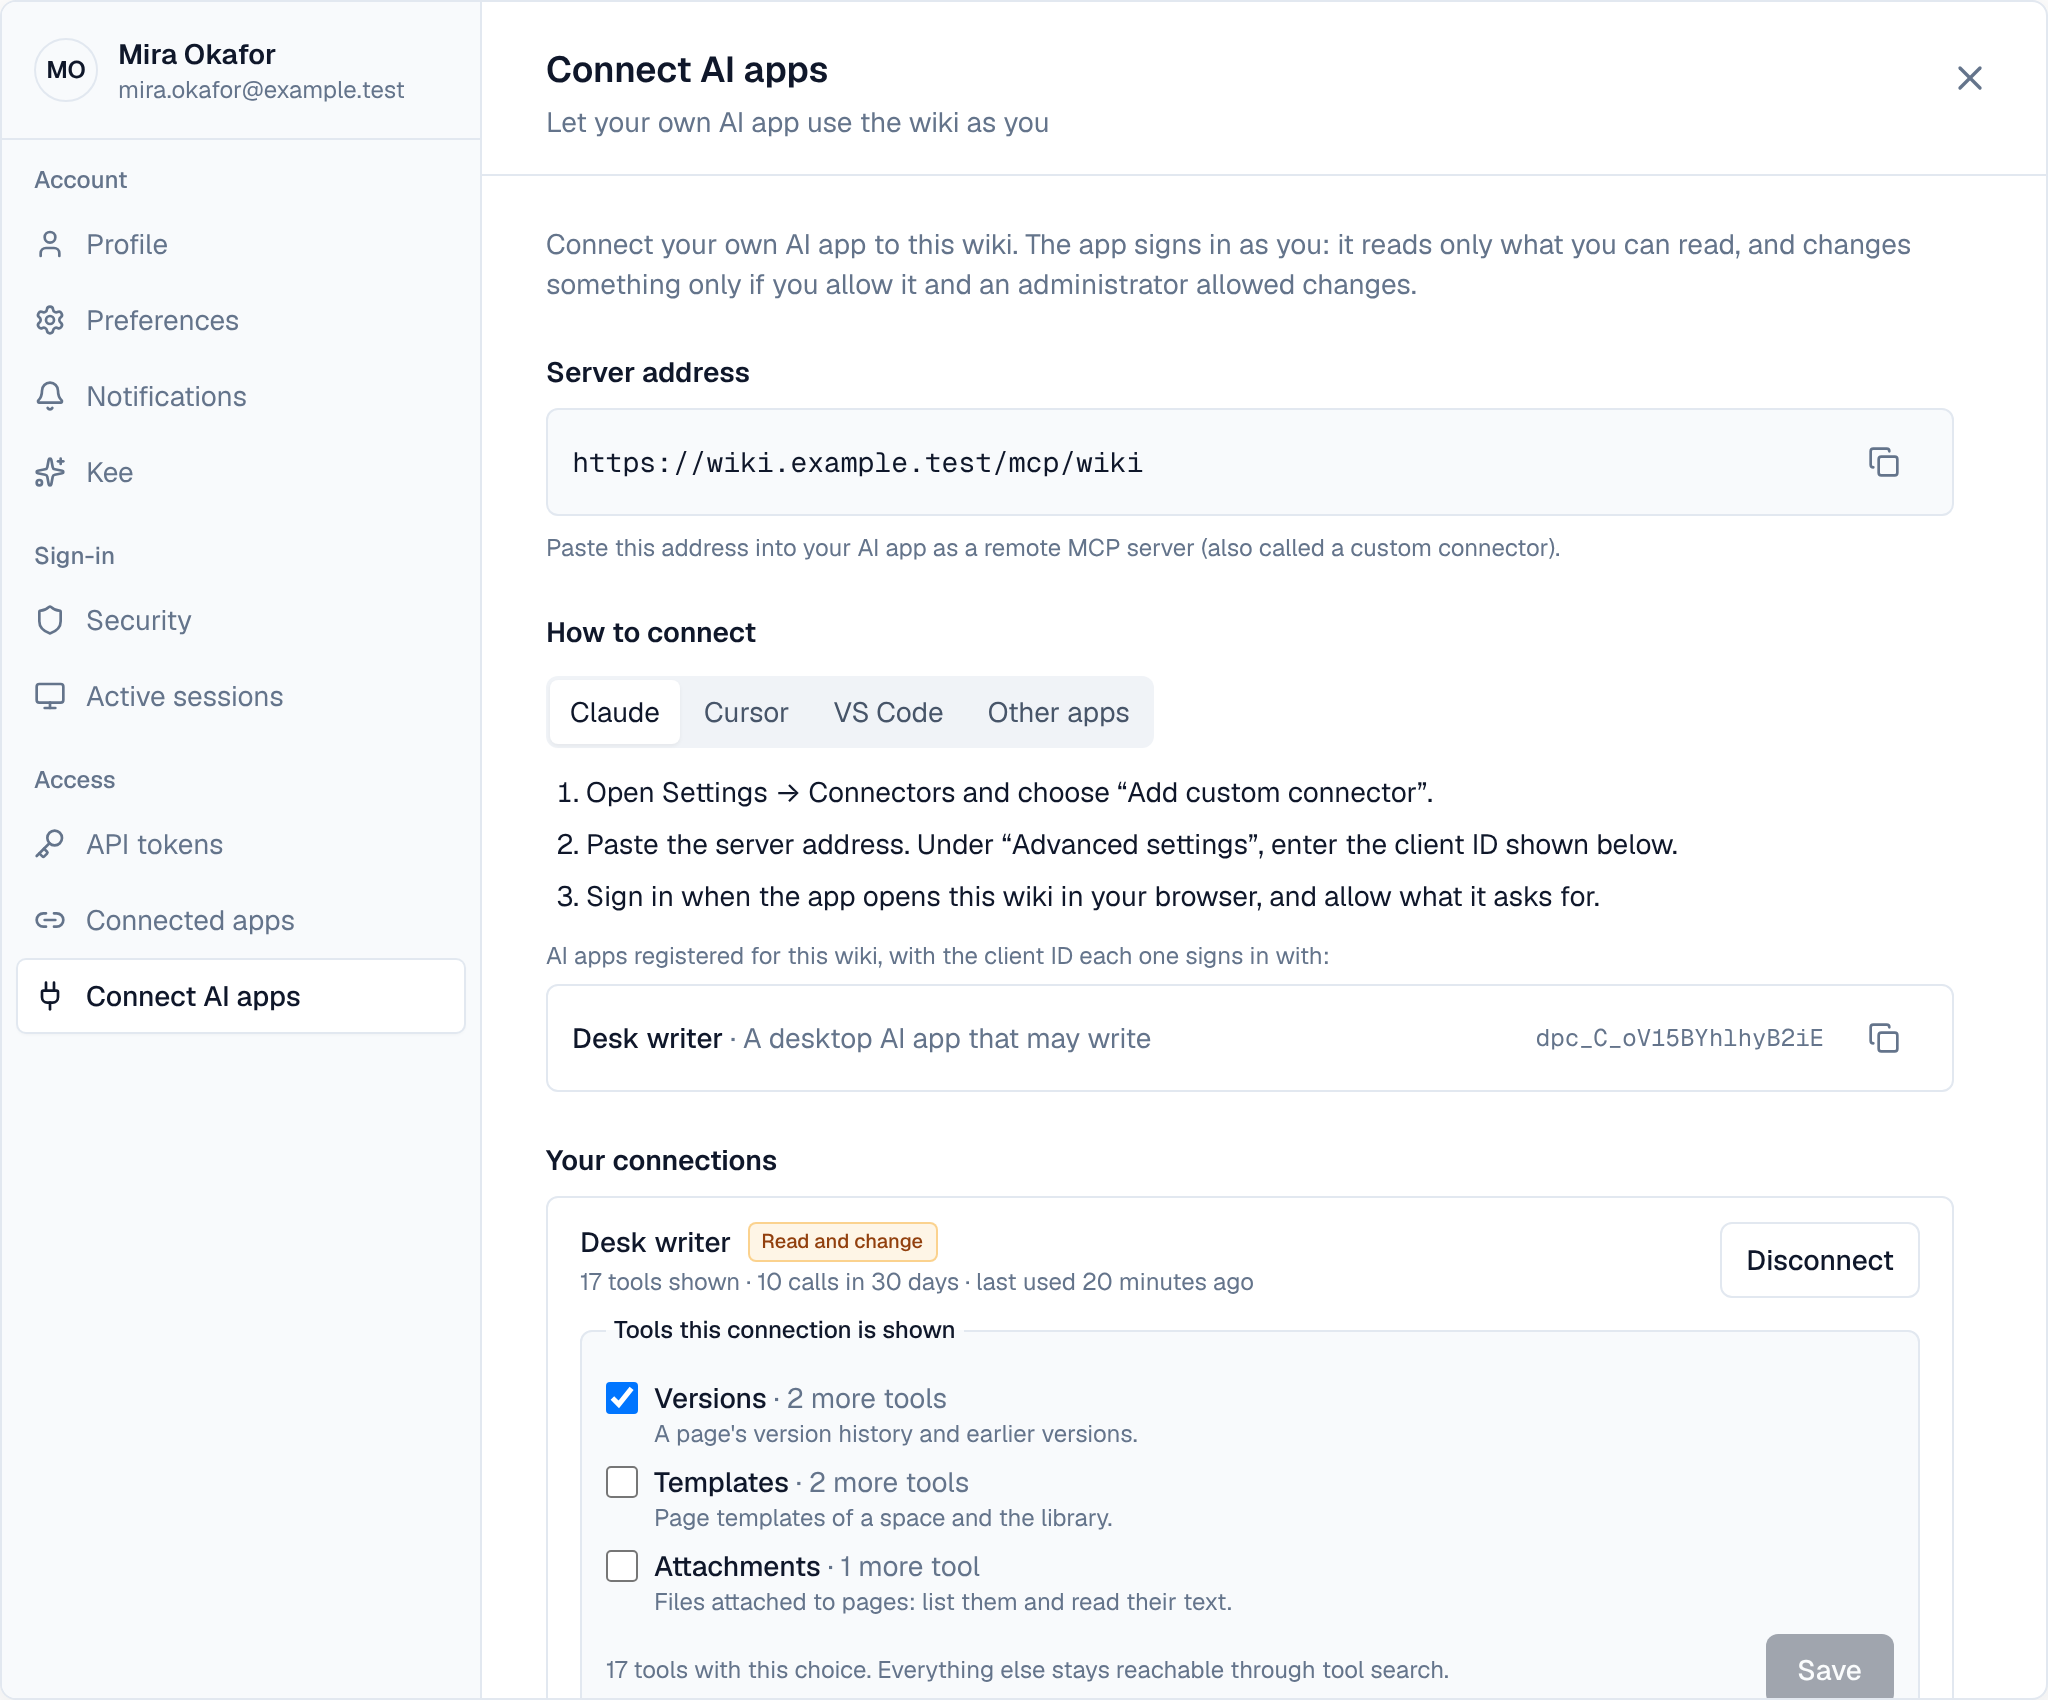 MO
Mira Okafor
mira.okafor@example.test
Account
Profile
Preferences
Notifications
Kee
Sign-in
Security
Active sessions
Access
API tokens
Connected apps
Connect AI apps
Connect AI apps
Let your own AI app use the wiki as you
Connect your own AI app to this wiki. The app signs in as you: it reads only what you can read, and changes
something only if you allow it and an administrator allowed changes.
Server address
https://wiki.example.test/mcp/wiki
Paste this address into your AI app as a remote MCP server (also called a custom connector).
How to connect
Claude Cursor VS Code Other apps
1. Open Settings → Connectors and choose “Add custom connector”.
2. Paste the server address. Under “Advanced settings”, enter the client ID shown below.
3. Sign in when the app opens this wiki in your browser, and allow what it asks for.
AI apps registered for this wiki, with the client ID each one signs in with:
Desk writer · A desktop AI app that may write dpc_C_oV15BYhlhyB2iE
Your connections
Desk writer Read and change
17 tools shown · 10 calls in 30 days · last used 20 minutes ago
Disconnect
Tools this connection is shown
Versions · 2 more tools
A page's version history and earlier versions.
Templates · 2 more tools
Page templates of a space and the library.
Attachments · 1 more tool
Files attached to pages: list them and read their text.
17 tools with this choice. Everything else stays reachable through tool search.
Save